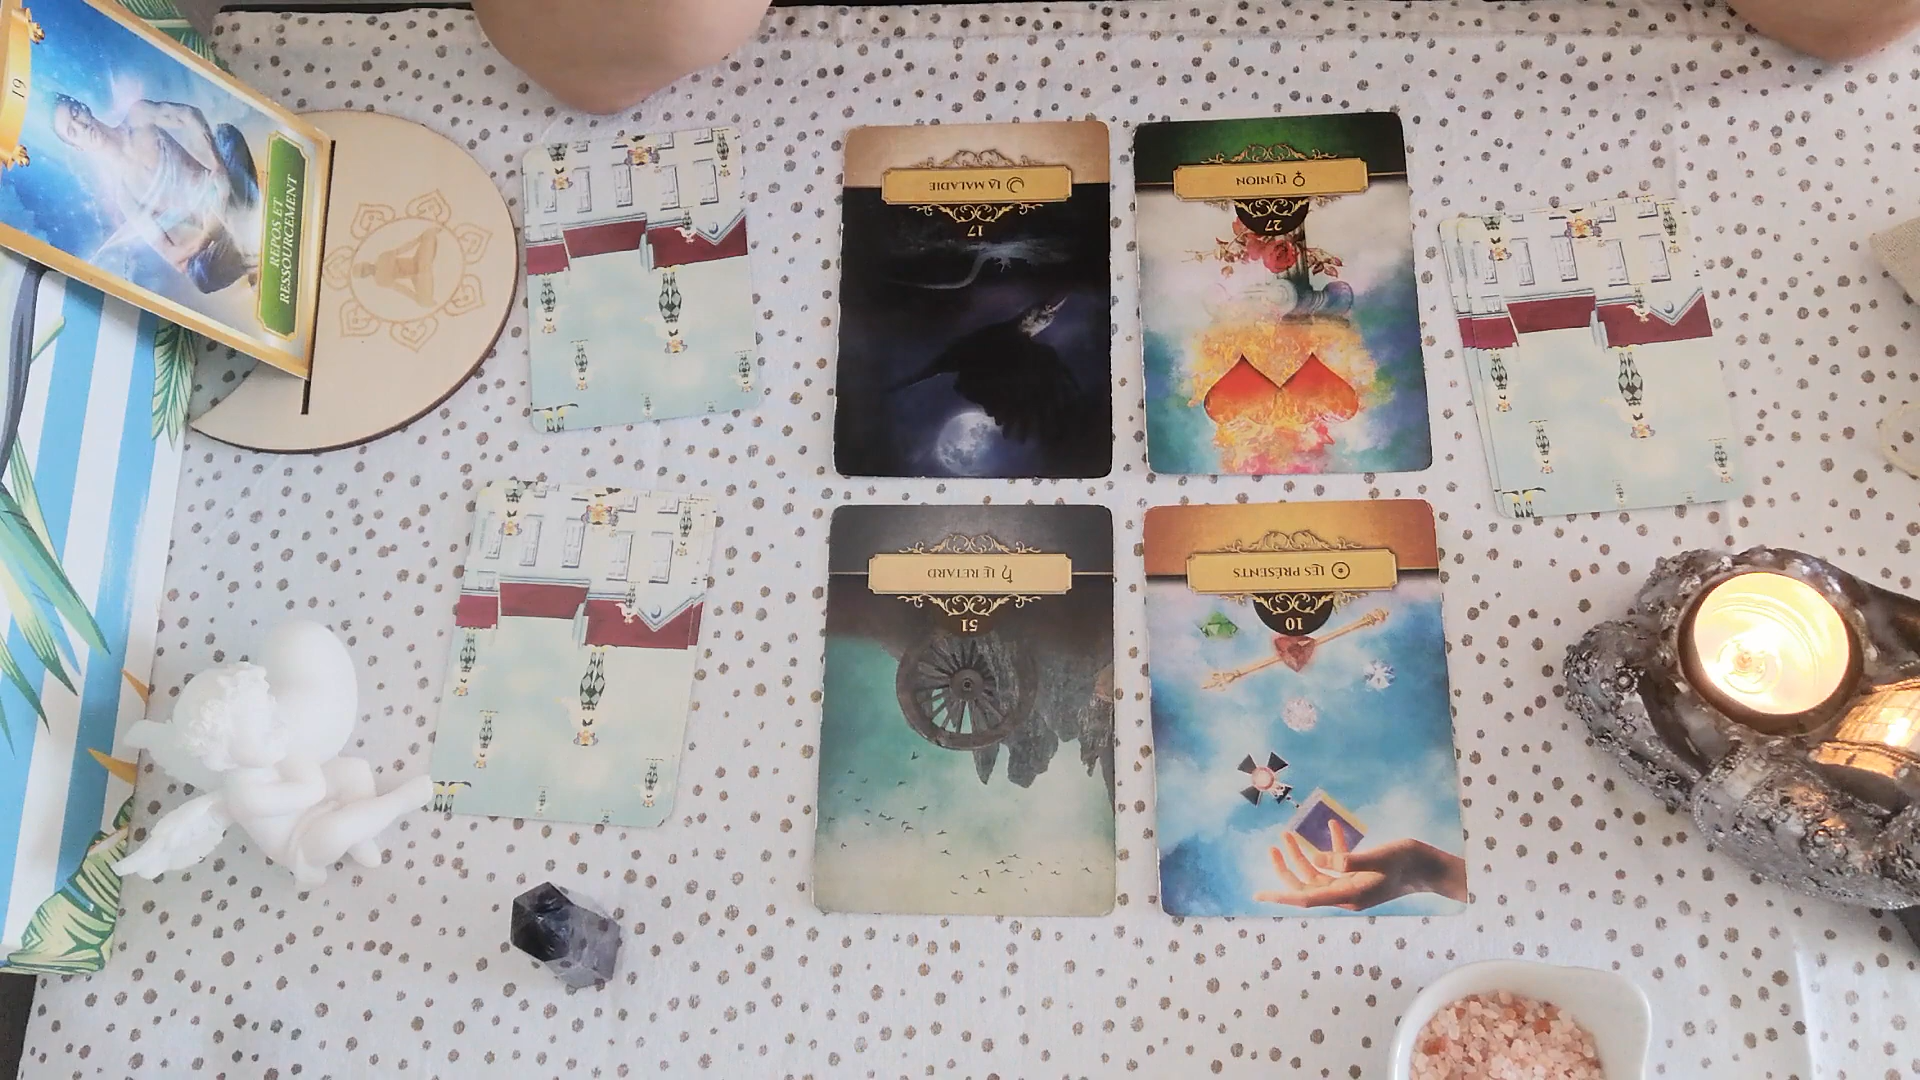 19
REPOS ET
RESSOURCEMENT
LA MALADIE
17
L'UNION
27
LE RETARD
51
LES PRÉSENTS
10